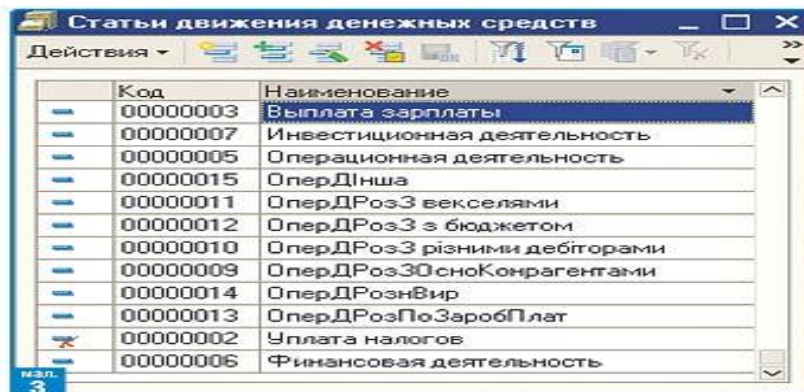 Статьи движения денежных средств
Действия
Код Наименование
00000003 Выплата зарплаты
00000007 Инвестиционная деятельность
00000005 Операционная деятельность
00000015 ОперДІнша
00000011 ОперДРозЗ векселями
00000012 ОперДРозЗ з бюджетом
00000010 ОперДРозЗ різними дебіторами
00000009 ОперДРозЗОсноКонрагентами
00000014 ОперДРознВир
00000013 ОперДРозПоЗаробПлат
00000002 Уплата налогов
00000006 Финансовая деятельность
мал.
3